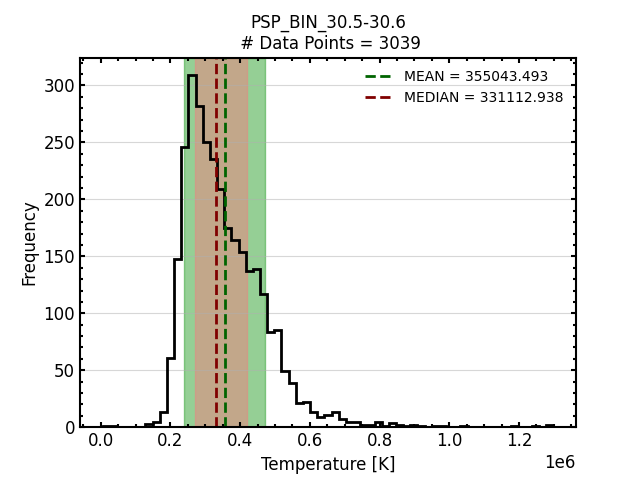 PSP_BIN_30.5-30.6
# Data Points = 3039
MEAN = 355043.493
MEDIAN = 331112.938
Frequency
300
250
200
150
100
50
0
0.0 0.2 0.4 0.6 0.8 1.0 1.2
Temperature [K]
1e6